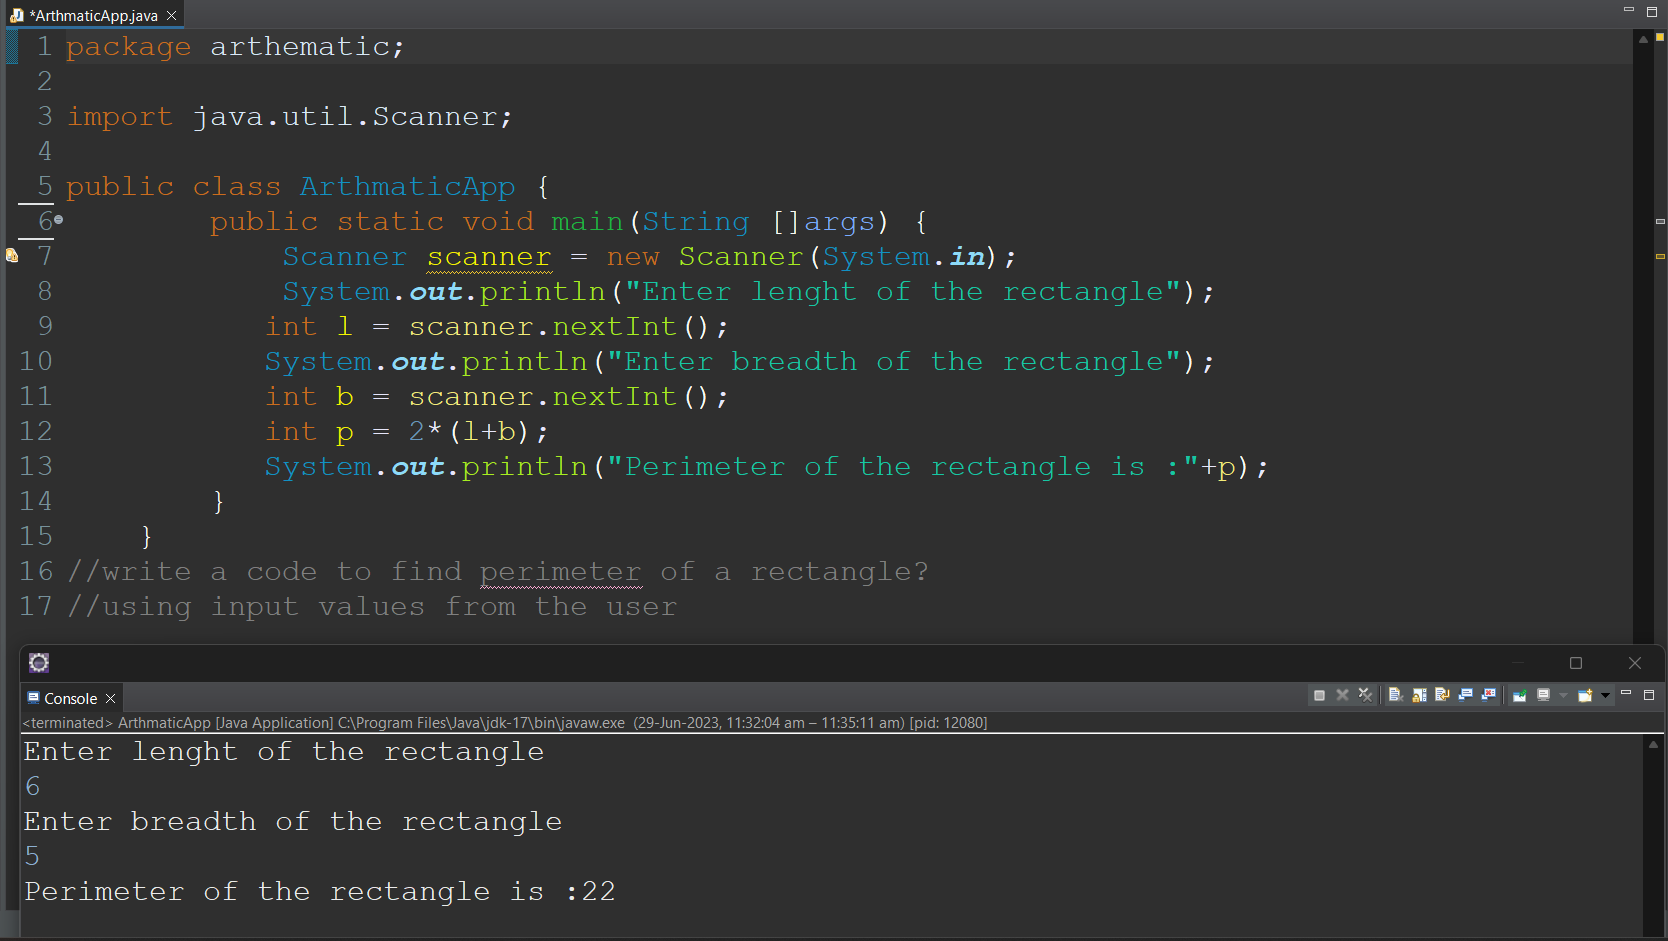 *ArthmaticApp.java
1 package arthematic;
2
3 import java.util.Scanner;
4
5 public class ArthmaticApp {
6 public static void main(String []args) {
7 Scanner scanner = new Scanner(System.in);
8 System.out.println("Enter lenght of the rectangle");
9 int l = scanner.nextInt();
10 System.out.println("Enter breadth of the rectangle");
11 int b = scanner.nextInt();
12 int p = 2*(l+b);
13 System.out.println("Perimeter of the rectangle is :"+p);
14 }
15 }
16 //write a code to find perimeter of a rectangle?
17 //using input values from the user
Console
<terminated> ArthmaticApp [Java Application] C:\Program Files\Java\jdk-17\bin\javaw.exe (29-Jun-2023, 11:32:04 am – 11:35:11 am) [pid: 12080]
Enter lenght of the rectangle
6
Enter breadth of the rectangle
5
Perimeter of the rectangle is :22